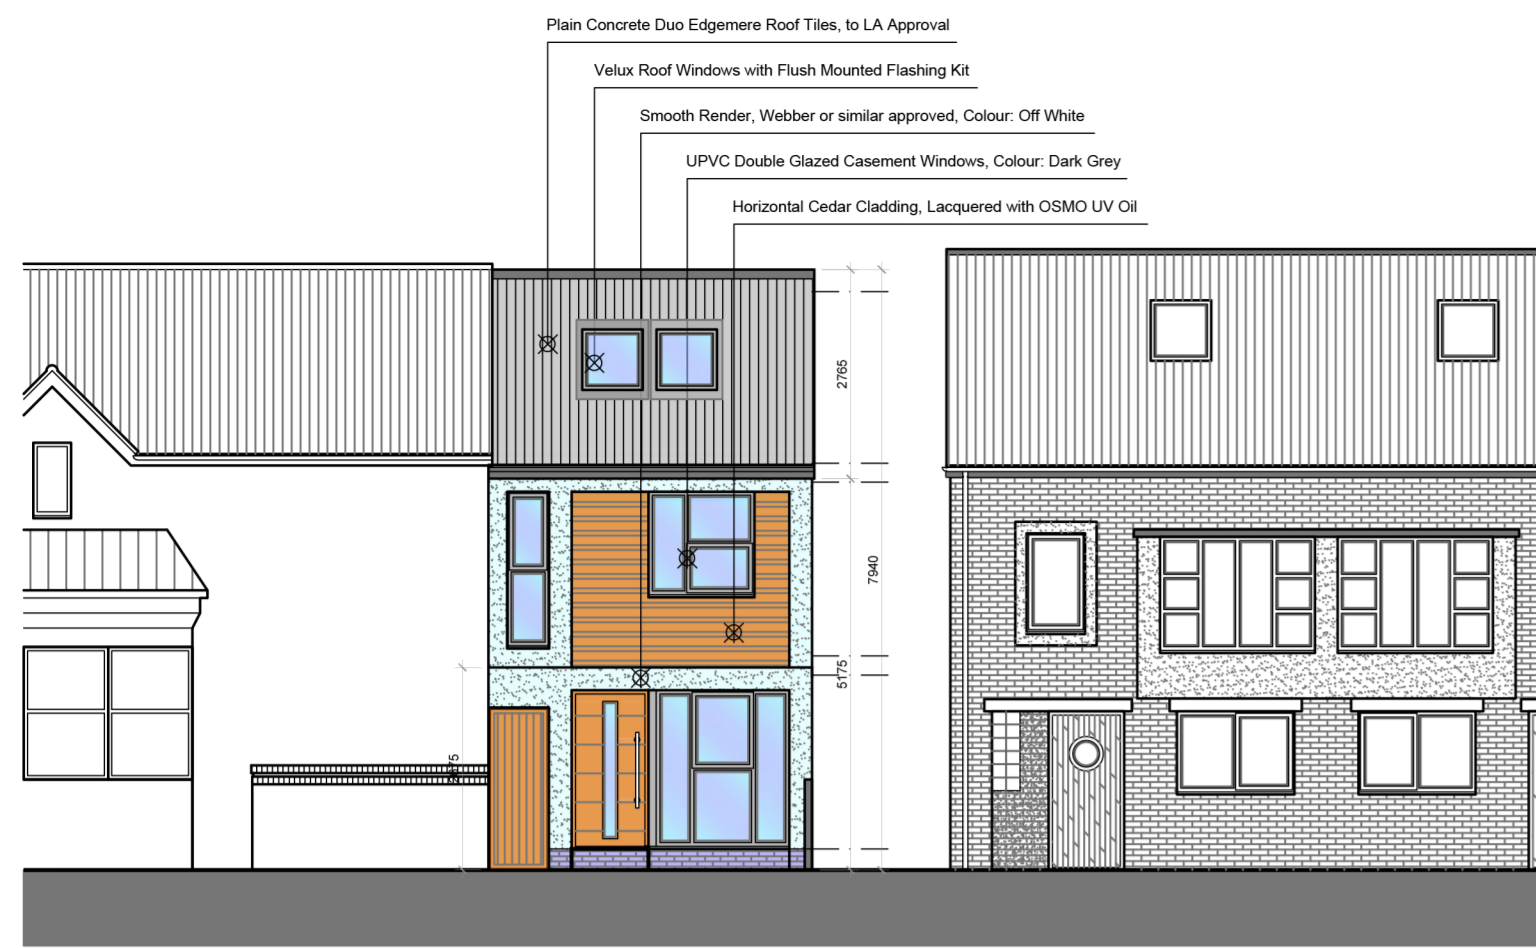 Plain Concrete Duo Edgemere Roof Tiles, to LA Approval
Velux Roof Windows with Flush Mounted Flashing Kit
Smooth Render, Webber or similar approved, Colour: Off White
UPVC Double Glazed Casement Windows, Colour: Dark Grey
Horizontal Cedar Cladding, Lacquered with OSMO UV Oil
2765
7940
5175